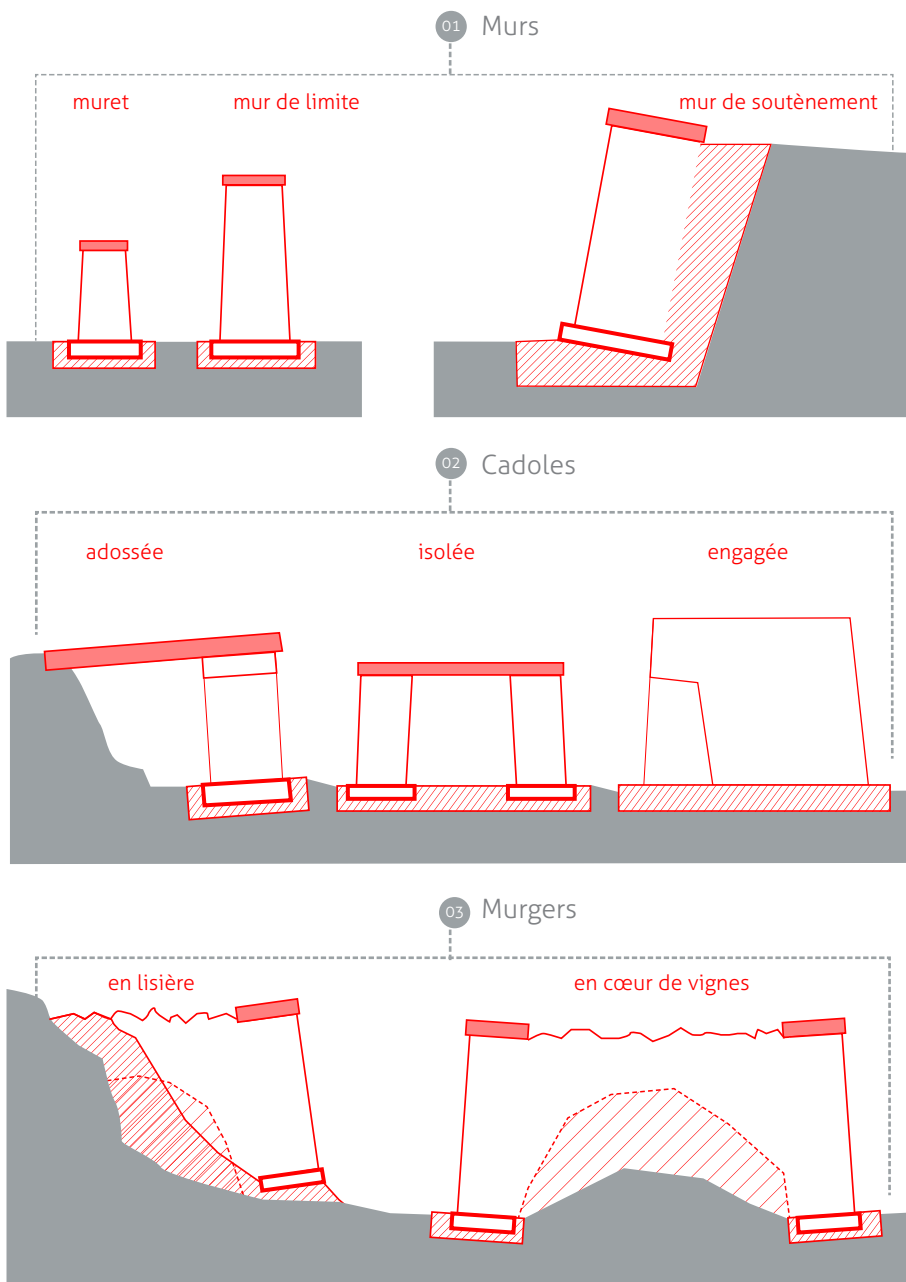 01 Murs
muret
mur de limite
mur de soutènement
02 Cadoles
adossée
isolée
engagée
03 Murgers
en lisière
en cœur de vignes